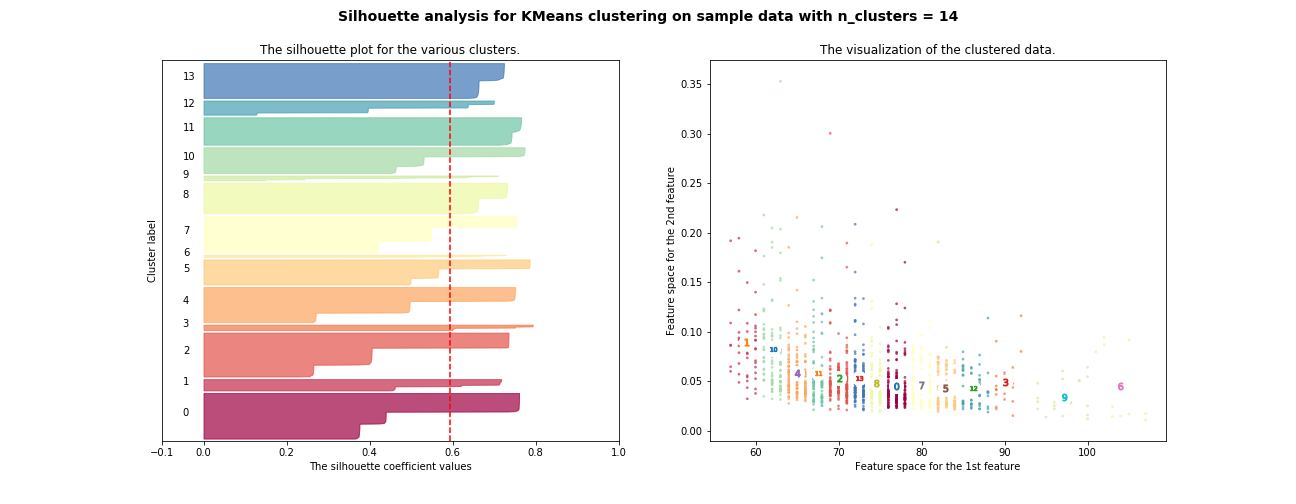 Silhouette analysis for KMeans clustering on sample data with n_clusters = 14
The silhouette plot for the various clusters.
Cluster label
13
12
11
10
9
8
7
6
5
4
3
2
1
0
−0.1 0.0 0.2 0.4 0.6 0.8 1.0
The silhouette coefficient values
The visualization of the clustered data.
Feature space for the 2nd feature
0.35
0.30
0.25
0.20
0.15
0.10
0.05
0.00
1 10 4 11 2 13 8 0 7 5 12 3 9 6
60 70 80 90 100
Feature space for the 1st feature